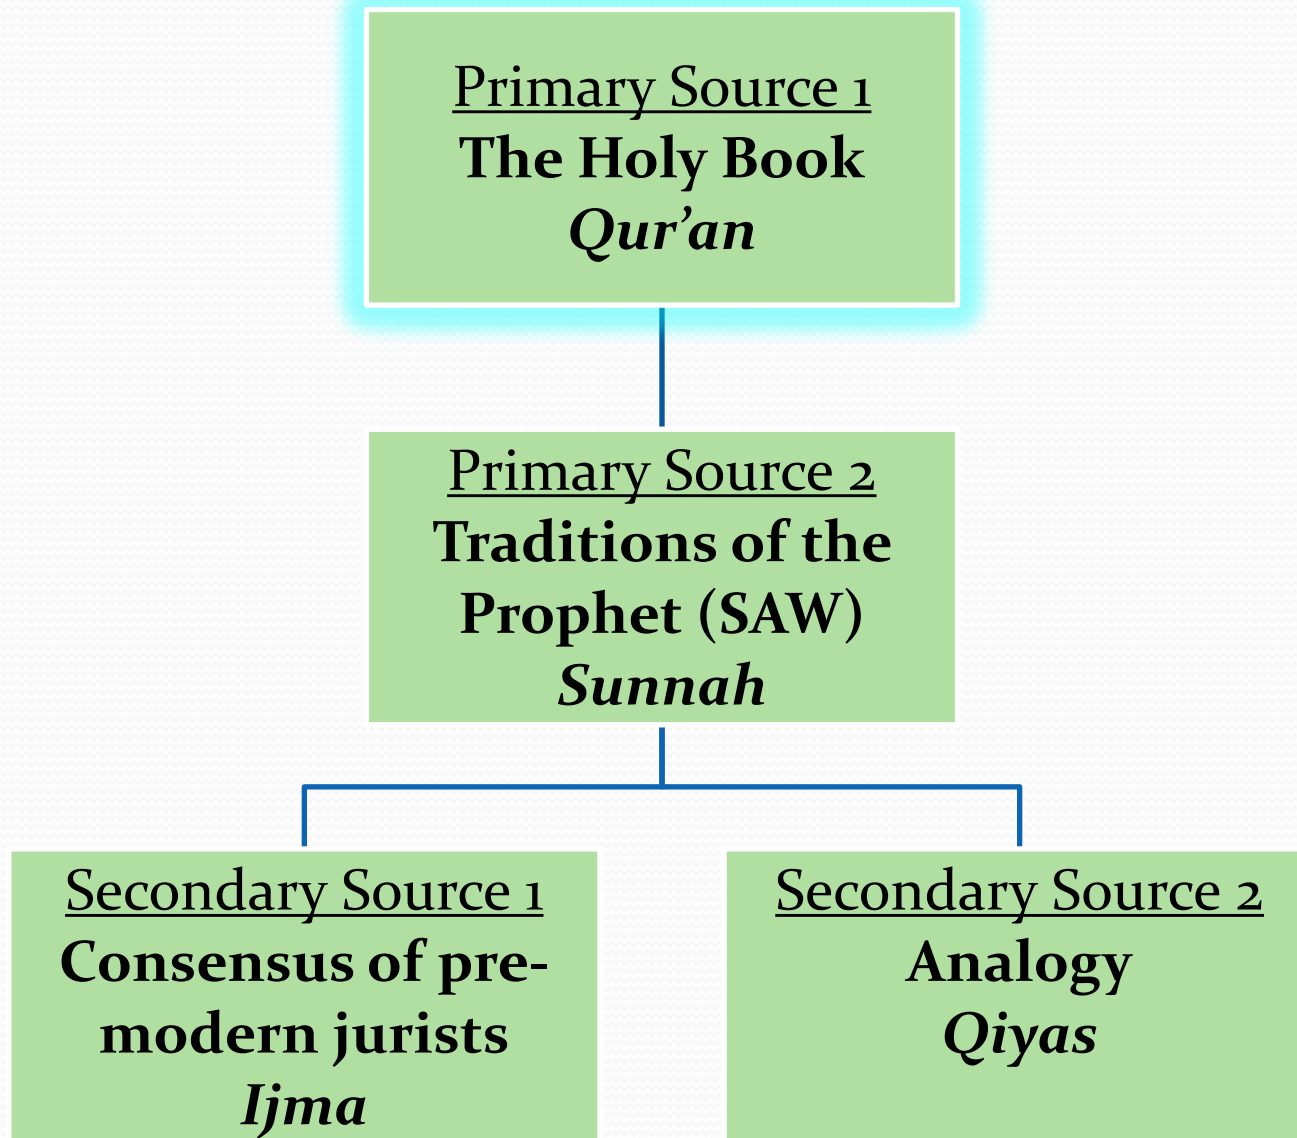 Primary Source 1
The Holy Book
Qur’an
Primary Source 2
Traditions of the
Prophet (SAW)
Sunnah
Secondary Source 1
Consensus of pre-
modern jurists
Ijma
Secondary Source 2
Analogy
Qiyas